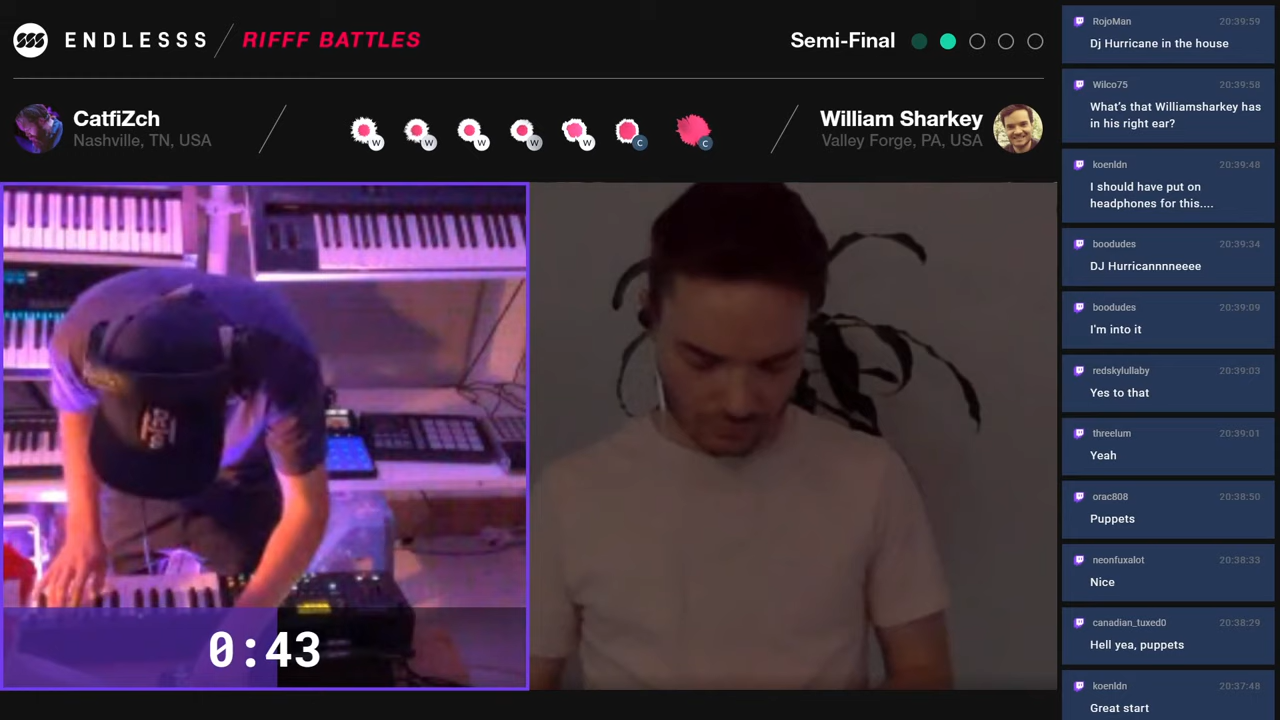 ENDLESSS
RIFFF BATTLES
Semi-Final
CatfiZch
Nashville, TN, USA
W
W
W
W
W
C
C
William Sharkey
Valley Forge, PA, USA
0:43
RojoMan 20:39:59
Dj Hurricane in the house
Wilco75 20:39:58
What's that Williamsharkey has
in his right ear?
koenldn 20:39:48
I should have put on
headphones for this....
boodudes 20:39:34
DJ Hurricannnneeee
boodudes 20:39:09
I'm into it
redskylullaby 20:39:03
Yes to that
threelum 20:39:01
Yeah
orac808 20:38:50
Puppets
neonfuxalot 20:38:33
Nice
canadian_tuxed0 20:38:29
Hell yea, puppets
koenldn 20:37:48
Great start